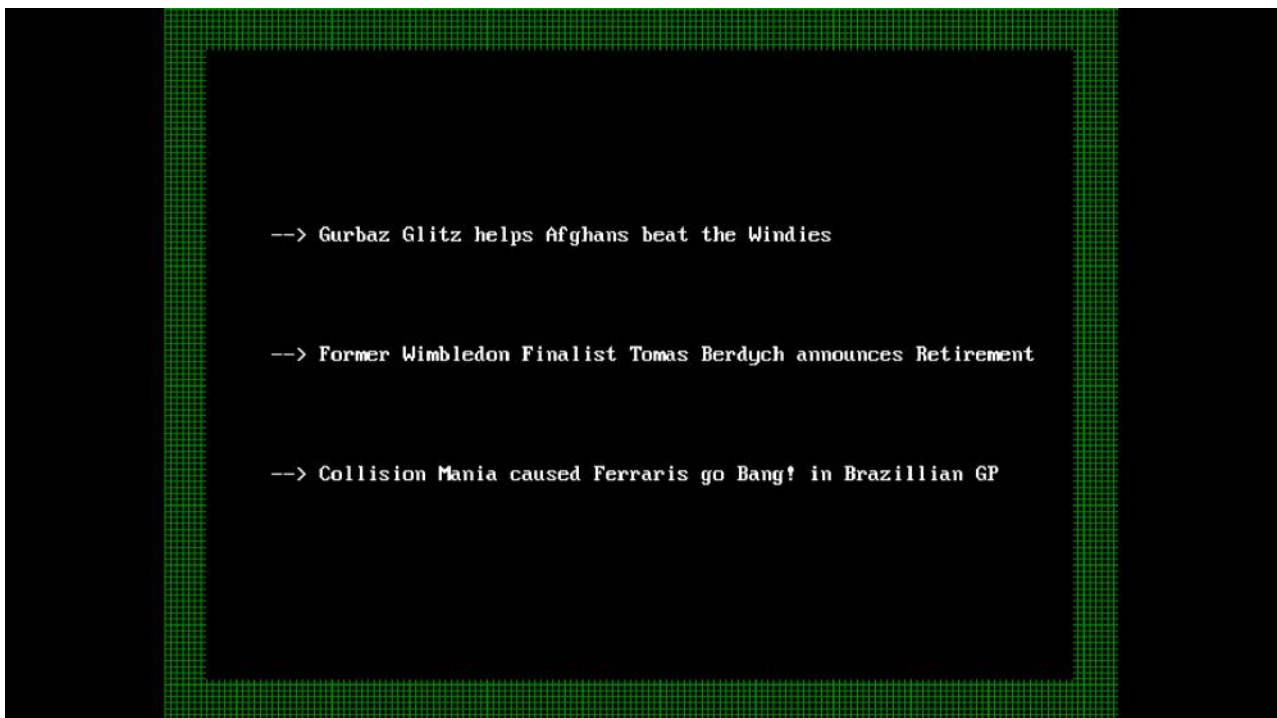 --> Gurbaz Glitz helps Afghans beat the Windies
--> Former Wimbledon Finalist Tomas Berdych announces Retirement
--> Collision Mania caused Ferraris go Bang! in Brazillian GP